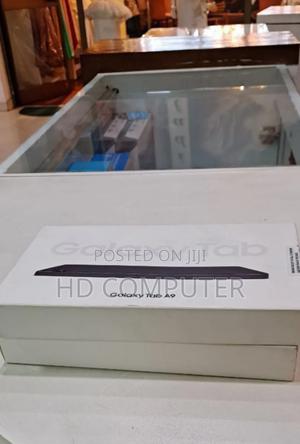 Galaxy Tab
POSTED ON JIJI
HD COMPUTER
Galaxy Tab A9